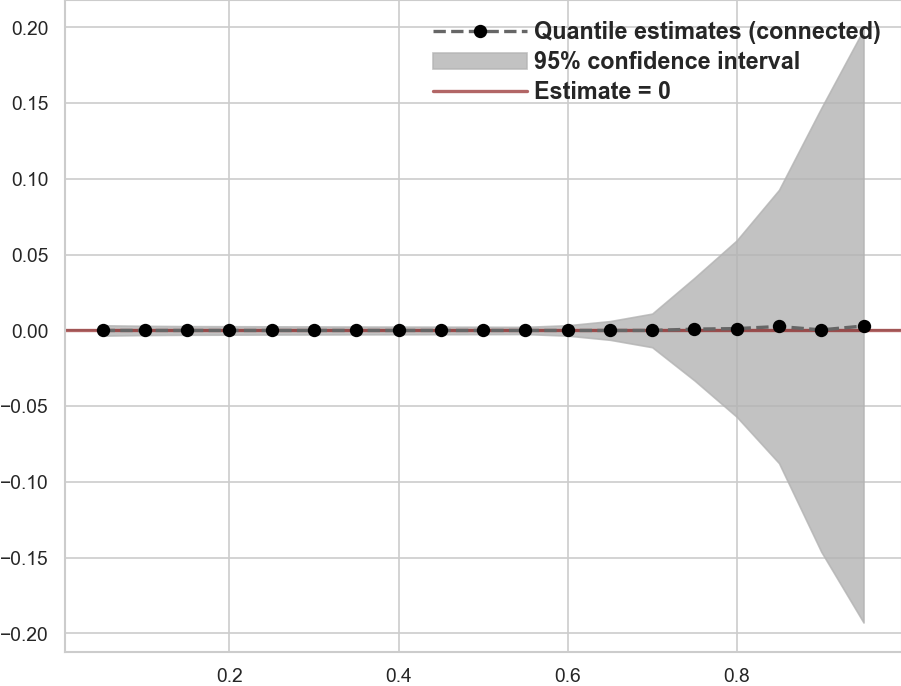 0.20
Quantile estimates (connected)
95% confidence interval
Estimate = 0
0.15
0.10
0.05
0.00
−0.05
−0.10
−0.15
−0.20
0.2 0.4 0.6 0.8